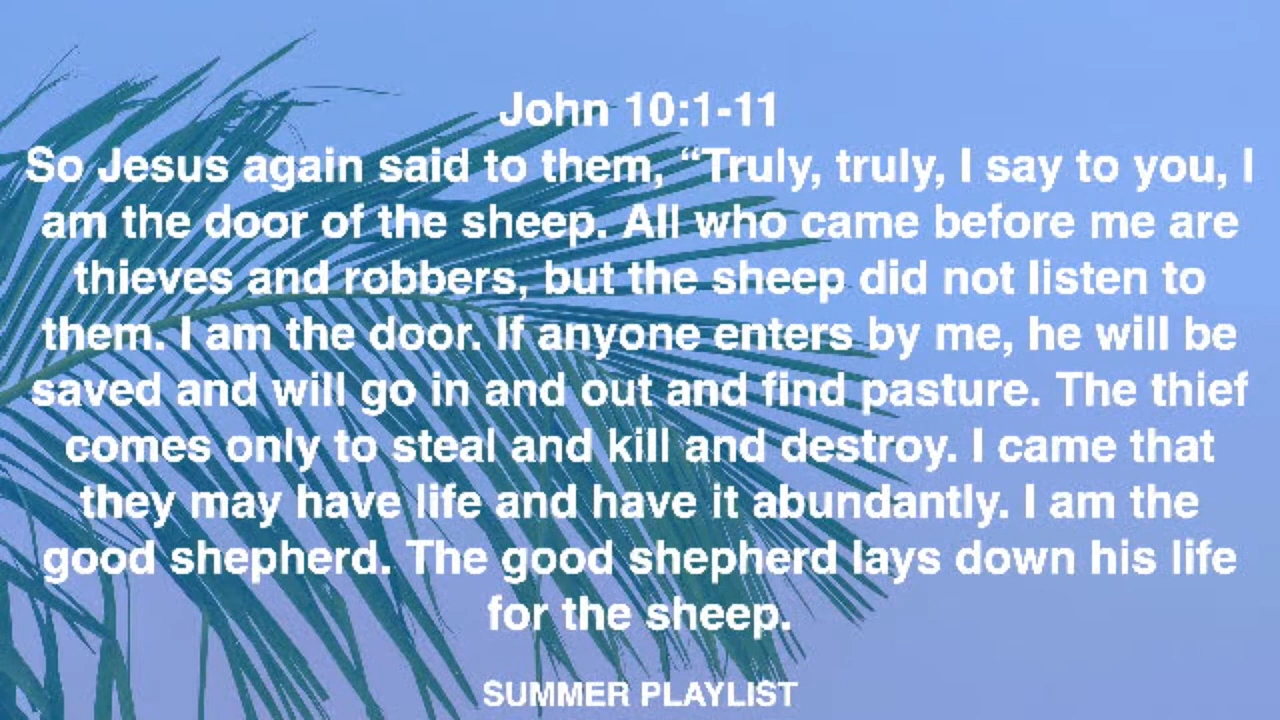 John 10:1-11
So Jesus again said to them, “Truly, truly, I say to you, I
am the door of the sheep. All who came before me are
thieves and robbers, but the sheep did not listen to
them. I am the door. If anyone enters by me, he will be
saved and will go in and out and find pasture. The thief
comes only to steal and kill and destroy. I came that
they may have life and have it abundantly. I am the
good shepherd. The good shepherd lays down his life
for the sheep.
SUMMER PLAYLIST